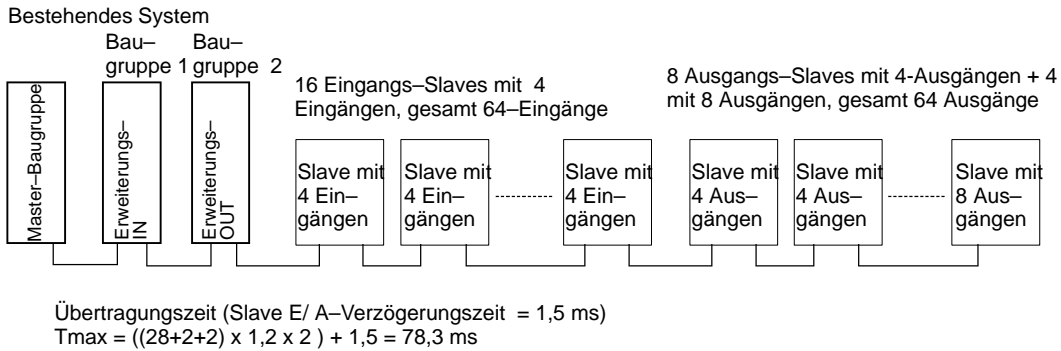 Bestehendes System
Bau–
gruppe 1
Bau–
gruppe 2
16 Eingangs–Slaves mit 4
Eingängen, gesamt 64–Eingänge
8 Ausgangs–Slaves mit 4-Ausgängen + 4
mit 8 Ausgängen, gesamt 64 Ausgänge
Master–Baugruppe
Erweiterungs–
IN
Erweiterungs–
OUT
Slave mit
4 Ein–
gängen
Slave mit
4 Ein–
gängen
Slave mit
4 Ein–
gängen
Slave mit
4 Aus–
gängen
Slave mit
4 Aus–
gängen
Slave mit
8 Aus–
gängen
Übertragungszeit (Slave E/ A–Verzögerungszeit = 1,5 ms)
Tmax = ((28+2+2) x 1,2 x 2 ) + 1,5 = 78,3 ms